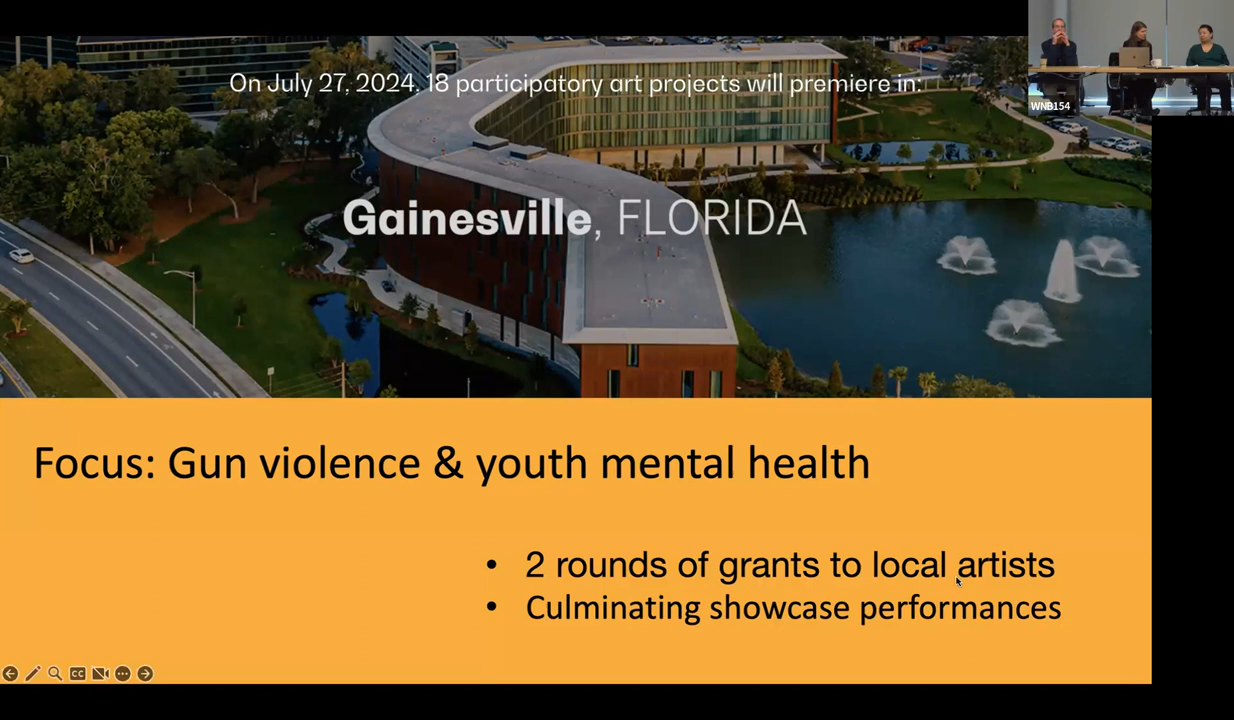 On July 27, 2024, 18 participatory art projects will premiere in:
WNB154
Gainesville, FLORIDA
Focus: Gun violence & youth mental health
• 2 rounds of grants to local artists
• Culminating showcase performances
CC